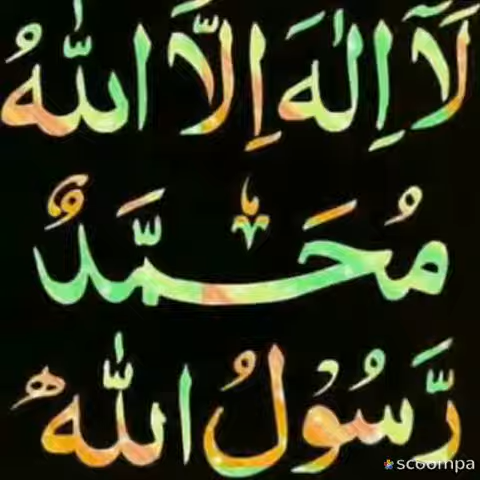 لَآ اِلٰهَ اِلَّا اللّٰهُ
مُحَمَّدٌ
رَّسُوْلُ اللّٰهِ
scoompa